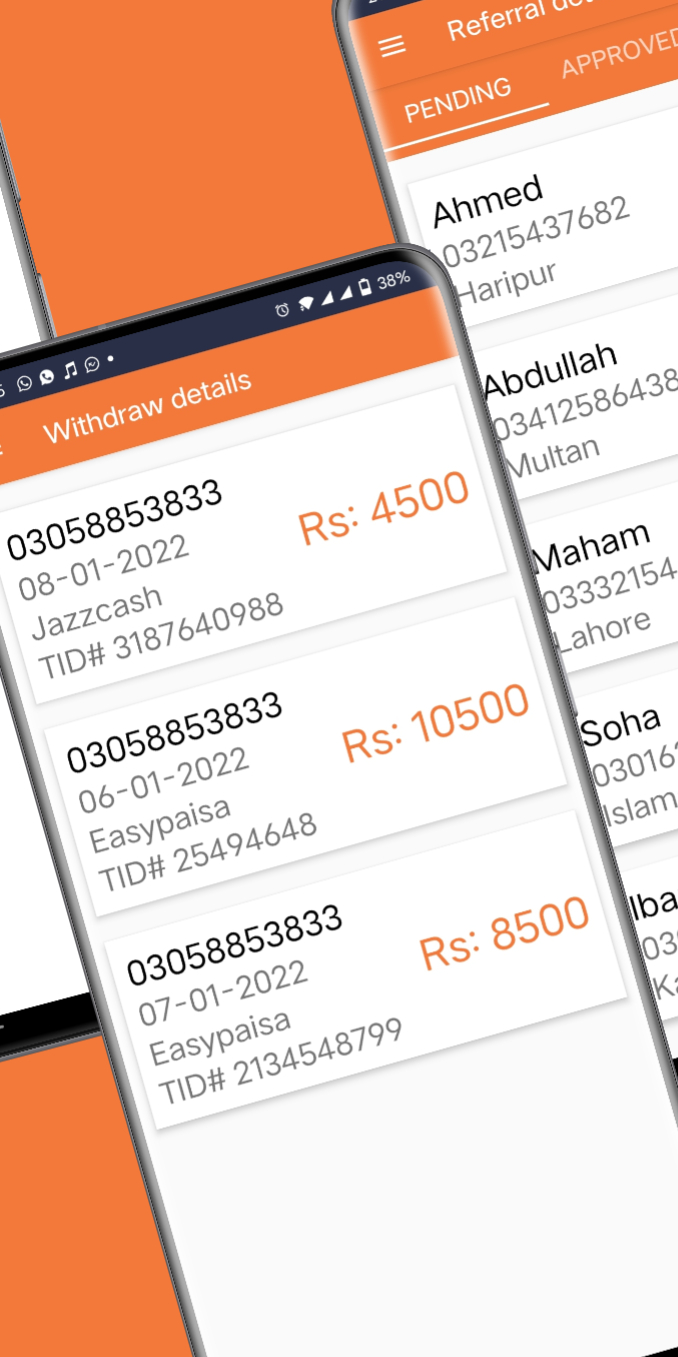 38%
Withdraw details
03058853833
08-01-2022
Jazzcash
TID# 3187640988
Rs: 4500
03058853833
06-01-2022
Easypaisa
TID# 25494648
Rs: 10500
03058853833
07-01-2022
Easypaisa
TID# 2134548799
Rs: 8500
Referral
PENDING
APPROVED
Ahmed
03215437682
Haripur
Abdullah
03412586438
Multan
Maham
03332154
Lahore
Soha
03016
Islam
Iba
03
Ka